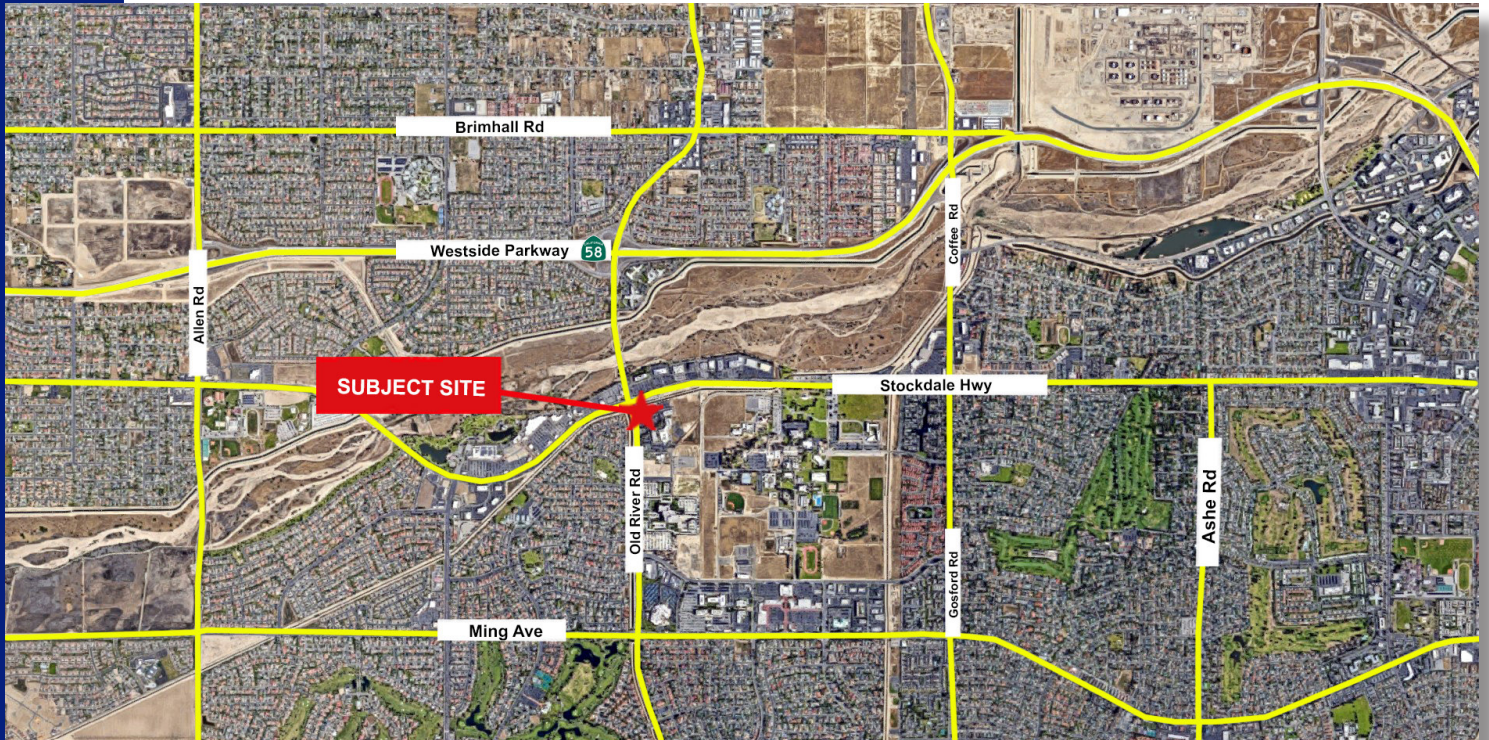 Brimhall Rd
Westside Parkway
58
Coffee Rd
Allen Rd
SUBJECT SITE
Stockdale Hwy
Old River Rd
Ashe Rd
Gosford Rd
Ming Ave